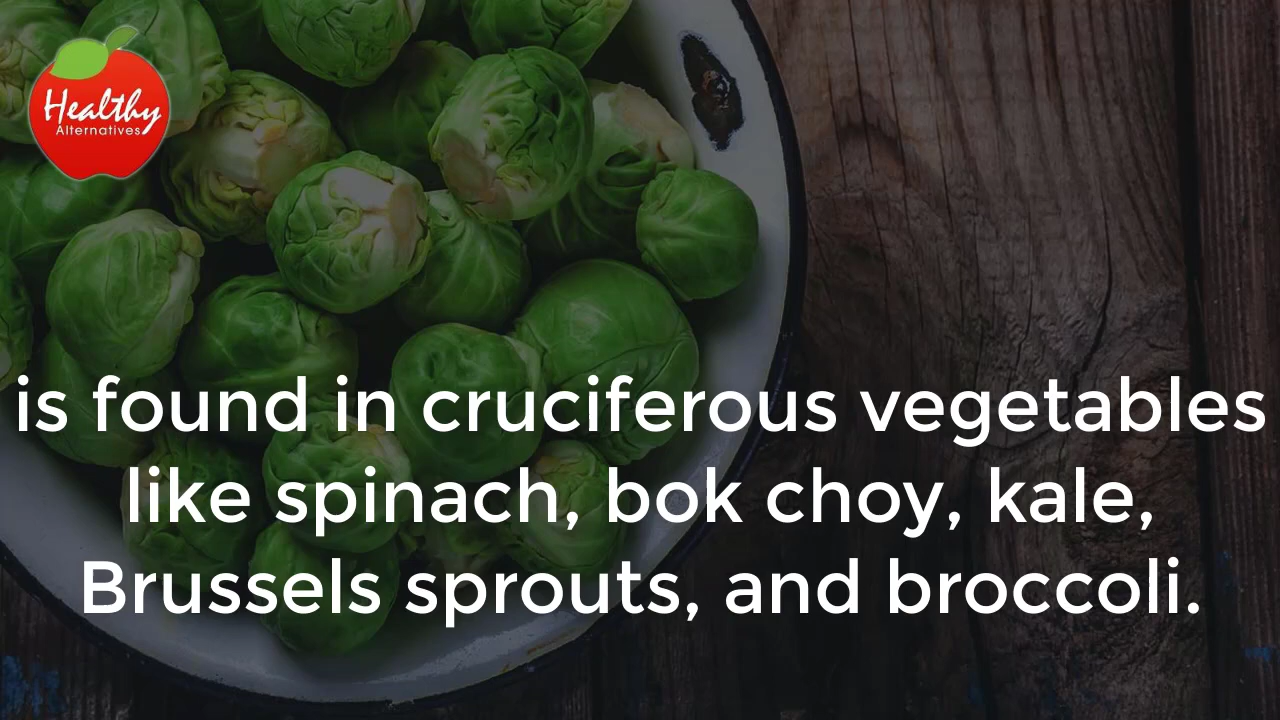 Healthy
Alternatives
is found in cruciferous vegetables
like spinach, bok choy, kale,
Brussels sprouts, and broccoli.